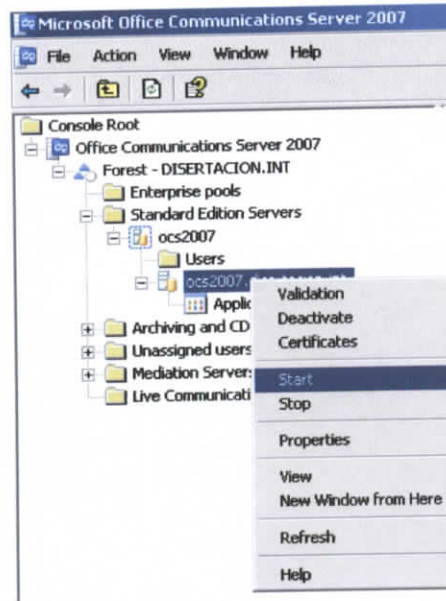 Microsoft Office Communications Server 2007
File Action View Window Help
Console Root
Office Communications Server 2007
Forest - DISERTACION.INT
Enterprise pools
Standard Edition Servers
ocs2007
Users
ocs2007.
Applic
Archiving and CD
Unassigned users
Mediation Server
Live Communicati
Validation
Deactivate
Certificates
Start
Stop
Properties
View
New Window from Here
Refresh
Help